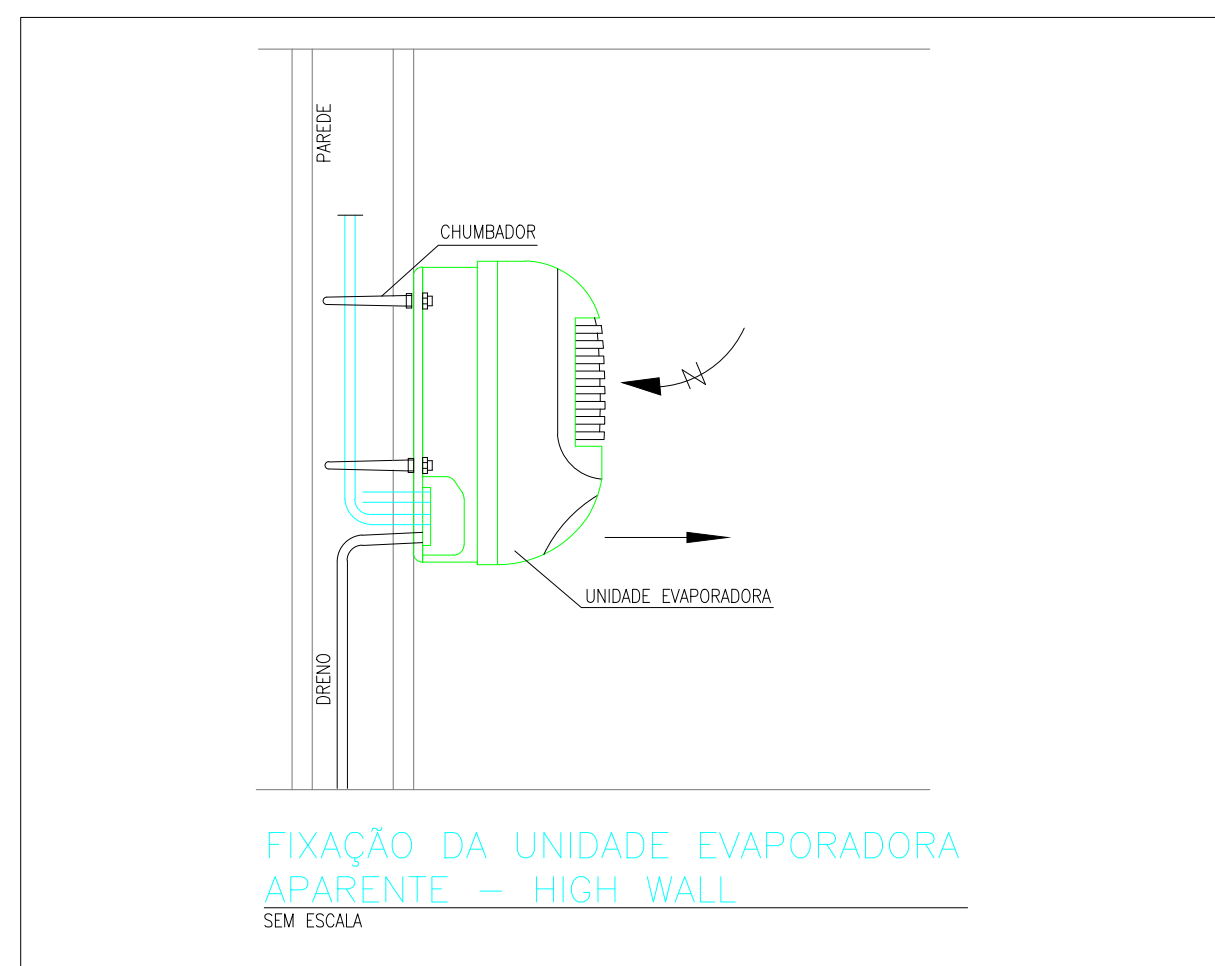 PAREDE
CHUMBADOR
UNIDADE EVAPORADORA
DRENO
FIXAÇÃO DA UNIDADE EVAPORADORA
APARENTE – HIGH WALL
SEM ESCALA